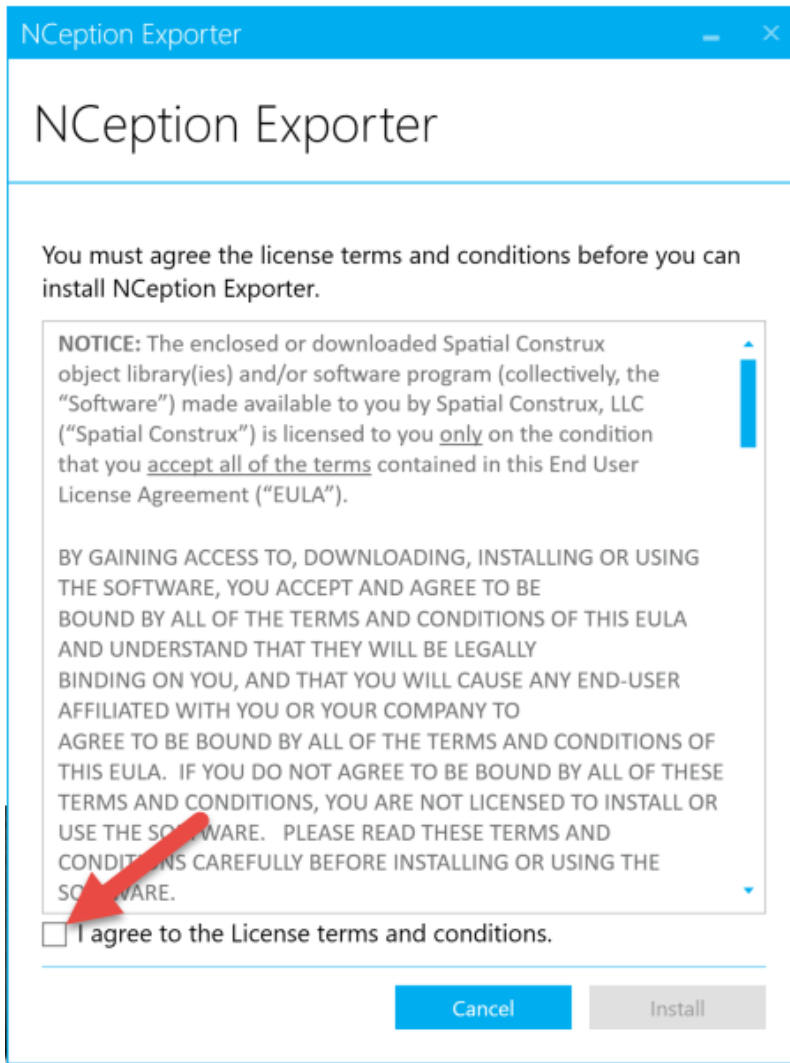 NCeption Exporter
NCeption Exporter
You must agree the license terms and conditions before you can
install NCeption Exporter.
NOTICE: The enclosed or downloaded Spatial Construx
object library(ies) and/or software program (collectively, the
“Software”) made available to you by Spatial Construx, LLC
(“Spatial Construx”) is licensed to you only on the condition
that you accept all of the terms contained in this End User
License Agreement (“EULA”).
BY GAINING ACCESS TO, DOWNLOADING, INSTALLING OR USING
THE SOFTWARE, YOU ACCEPT AND AGREE TO BE
BOUND BY ALL OF THE TERMS AND CONDITIONS OF THIS EULA
AND UNDERSTAND THAT THEY WILL BE LEGALLY
BINDING ON YOU, AND THAT YOU WILL CAUSE ANY END-USER
AFFILIATED WITH YOU OR YOUR COMPANY TO
AGREE TO BE BOUND BY ALL OF THE TERMS AND CONDITIONS OF
THIS EULA.  IF YOU DO NOT AGREE TO BE BOUND BY ALL OF THESE
TERMS AND CONDITIONS, YOU ARE NOT LICENSED TO INSTALL OR
USE THE SOFTWARE.   PLEASE READ THESE TERMS AND
CONDITIONS CAREFULLY BEFORE INSTALLING OR USING THE
SOFTWARE.
I agree to the License terms and conditions.
Cancel
Install